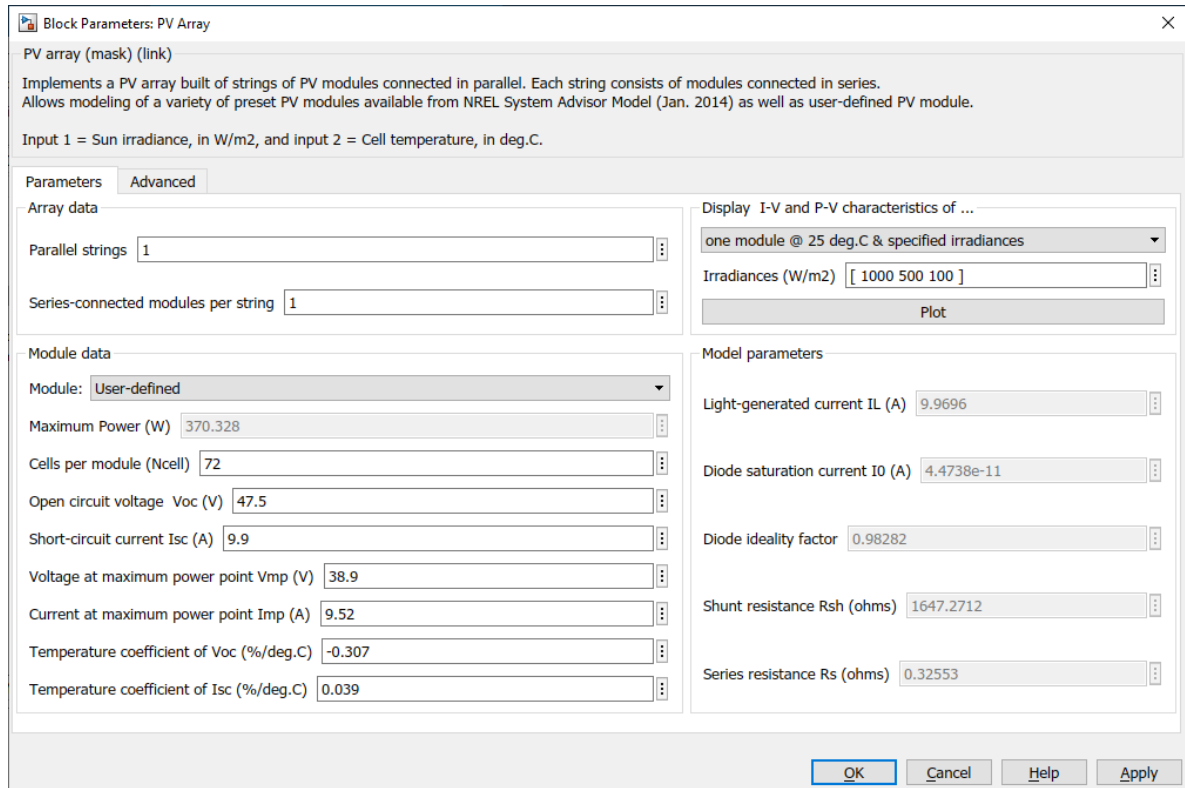 Block Parameters: PV Array
PV array (mask) (link)
Implements a PV array built of strings of PV modules connected in parallel. Each string consists of modules connected in series.
Allows modeling of a variety of preset PV modules available from NREL System Advisor Model (Jan. 2014) as well as user-defined PV module.
Input 1 = Sun irradiance, in W/m2, and input 2 = Cell temperature, in deg.C.
Parameters Advanced
Array data
Parallel strings 1
Series-connected modules per string 1
Display I-V and P-V characteristics of ...
one module @ 25 deg.C & specified irradiances
Irradiances (W/m2) [ 1000 500 100 ]
Plot
Module data
Module: User-defined
Maximum Power (W) 370.328
Cells per module (Ncell) 72
Open circuit voltage Voc (V) 47.5
Short-circuit current Isc (A) 9.9
Voltage at maximum power point Vmp (V) 38.9
Current at maximum power point Imp (A) 9.52
Temperature coefficient of Voc (%/deg.C) -0.307
Temperature coefficient of Isc (%/deg.C) 0.039
Model parameters
Light-generated current IL (A) 9.9696
Diode saturation current I0 (A) 4.4738e-11
Diode ideality factor 0.98282
Shunt resistance Rsh (ohms) 1647.2712
Series resistance Rs (ohms) 0.32553
OK Cancel Help Apply